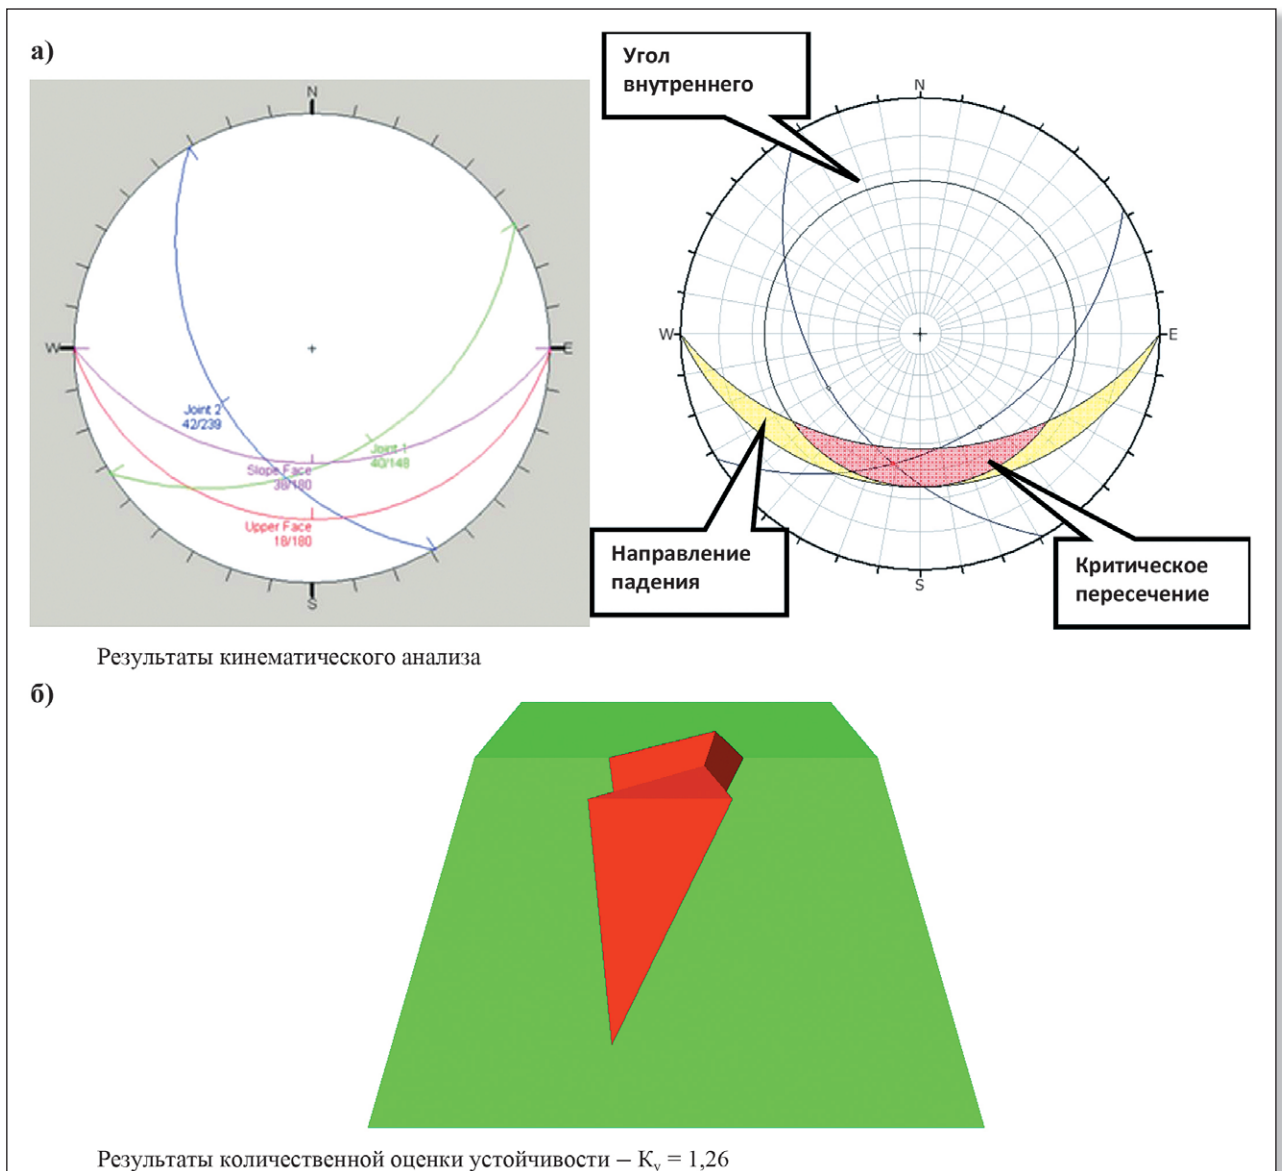 а)
N
W
E
S
Joint 2
42/239
Joint 1
40/148
Slope Face
38/180
Upper Face
18/180
Угол
внутреннего
N
W
E
S
Направление
падения
Критическое
пересечение
Результаты кинематического анализа
б)
Результаты количественной оценки устойчивости – Kу = 1,26